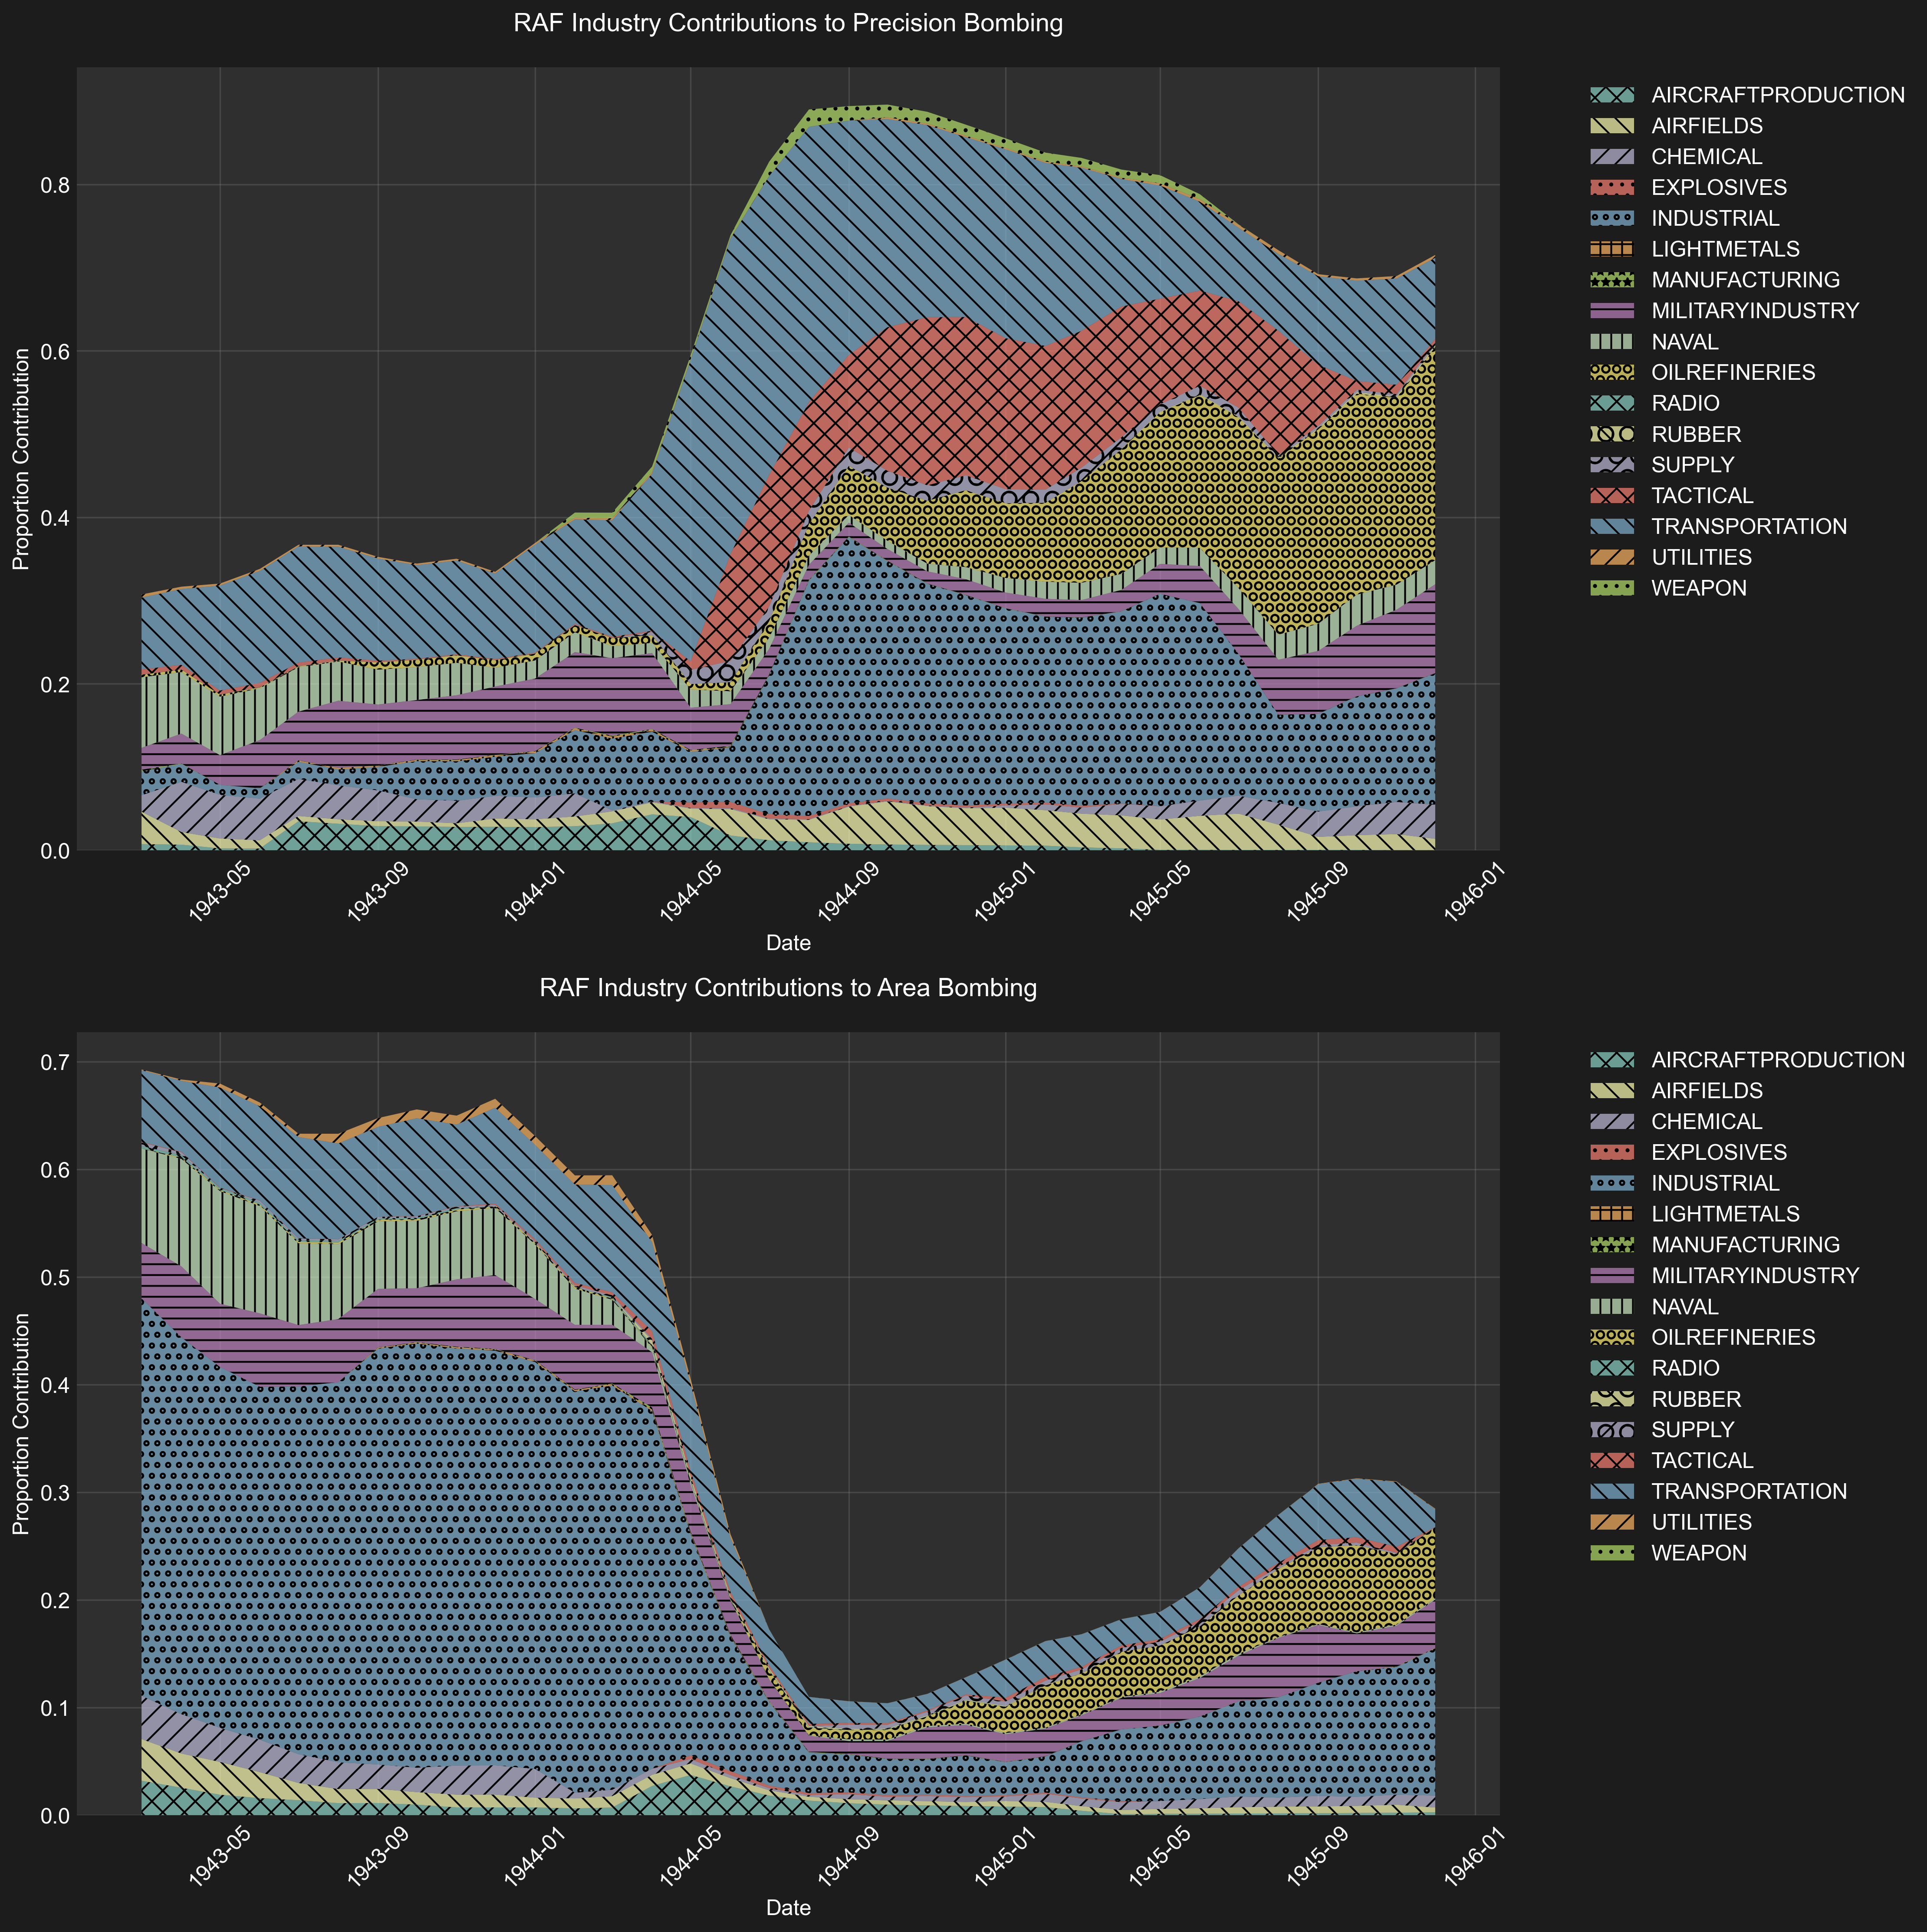 RAF Industry Contributions to Precision Bombing
Proportion Contribution
0.8
0.6
0.4
0.2
0.0
1943-05
1943-09
1944-01
1944-05
1944-09
1945-01
1945-05
1945-09
1946-01
Date
AIRCRAFTPRODUCTION
AIRFIELDS
CHEMICAL
EXPLOSIVES
INDUSTRIAL
LIGHTMETALS
MANUFACTURING
MILITARYINDUSTRY
NAVAL
OILREFINERIES
RADIO
RUBBER
SUPPLY
TACTICAL
TRANSPORTATION
UTILITIES
WEAPON
RAF Industry Contributions to Area Bombing
Proportion Contribution
0.7
0.6
0.5
0.4
0.3
0.2
0.1
0.0
1943-05
1943-09
1944-01
1944-05
1944-09
1945-01
1945-05
1945-09
1946-01
Date
AIRCRAFTPRODUCTION
AIRFIELDS
CHEMICAL
EXPLOSIVES
INDUSTRIAL
LIGHTMETALS
MANUFACTURING
MILITARYINDUSTRY
NAVAL
OILREFINERIES
RADIO
RUBBER
SUPPLY
TACTICAL
TRANSPORTATION
UTILITIES
WEAPON